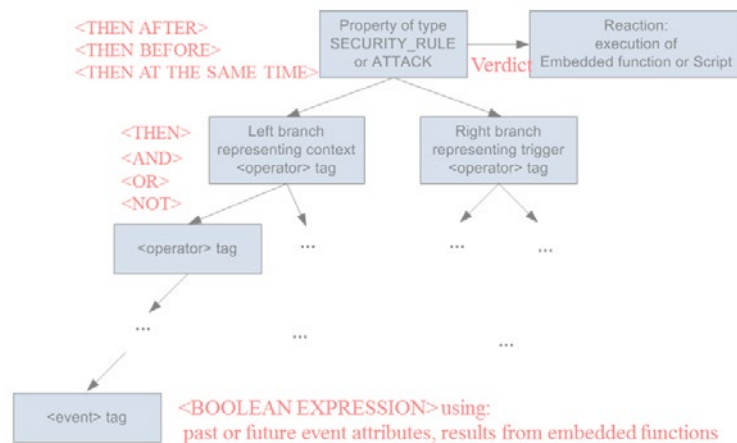 <THEN AFTER>
<THEN BEFORE>
<THEN AT THE SAME TIME>
Property of type
SECURITY_RULE
or ATTACK
Verdict
Reaction:
execution of
Embedded function or Script
<THEN>
<AND>
<OR>
<NOT>
Left branch
representing context
<operator> tag
Right branch
representing trigger
<operator> tag
<operator> tag
...
...
...
...
...
...
<event> tag
<BOOLEAN EXPRESSION> using:
past or future event attributes, results from embedded functions